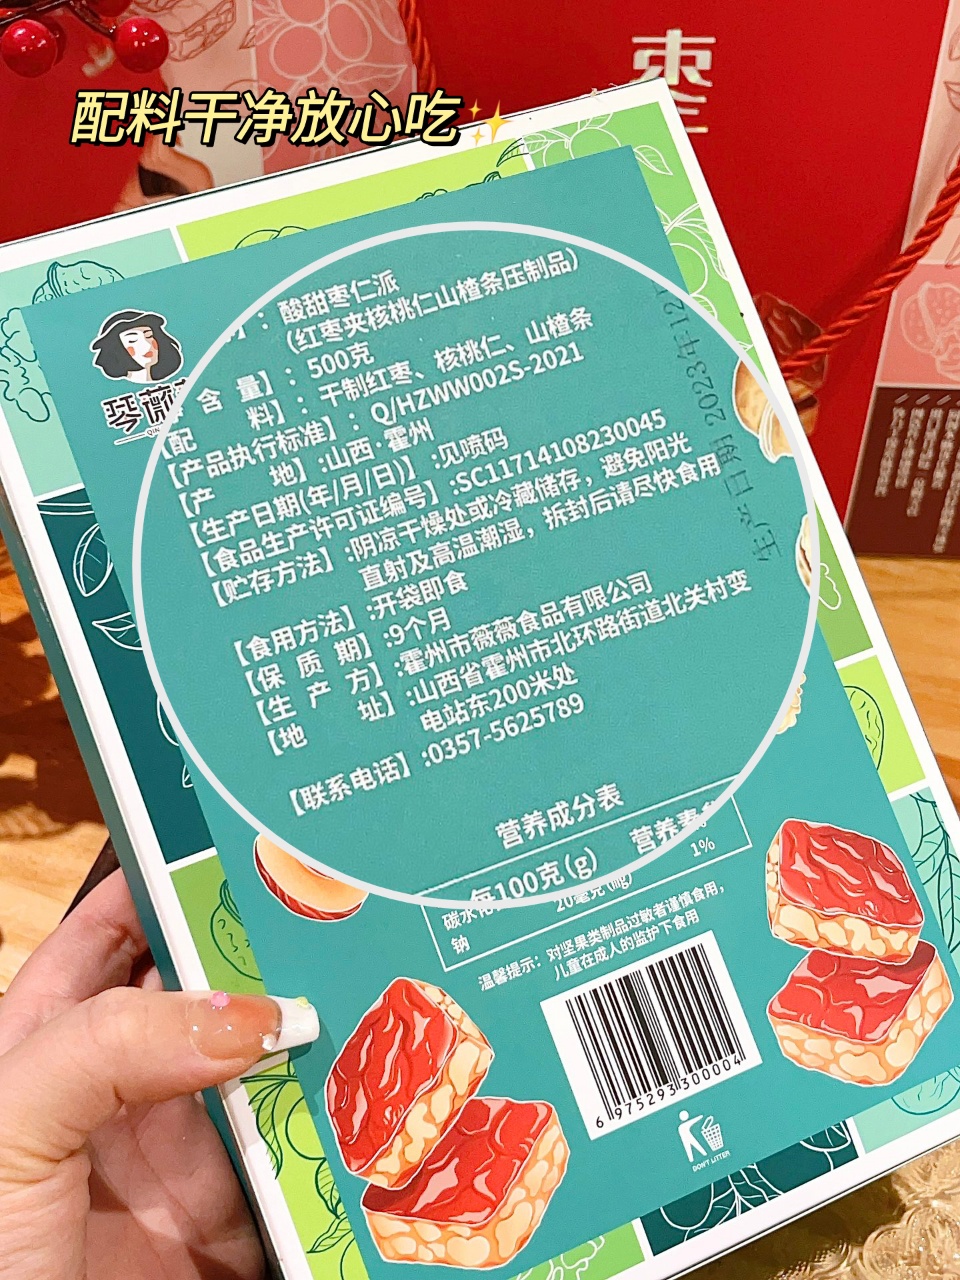 配料干净放心吃
枣
琴薇
：酸甜枣仁派
(红枣夹核桃仁山楂条压制品)
含 量】：500克
【配 料】：干制红枣、核桃仁、山楂条
【产品执行标准】：Q/HZWW002S-2021
【产 地】:山西·霍州
【生产日期(年/月/日)】:见喷码
【食品生产许可证编号】:SC11714108230045
【贮存方法】:阴凉干燥处或冷藏储存，避免阳光
直射及高温潮湿，拆封后请尽快食用
【食用方法】:开袋即食
【保 质 期】:9个月
【生 产 方】:霍州市薇薇食品有限公司
【地 址】:山西省霍州市北环路街道北关村变
电站东200米处
【联系电话】:0357-5625789
生产日期 2023年12
营养成分表
每100克(g) 营养素
碳水
钠 20毫克(mg) 1%
温馨提示：对坚果类制品过敏者谨慎食用，
儿童在成人的监护下食用
6 975293 300004
DON'T LITTER